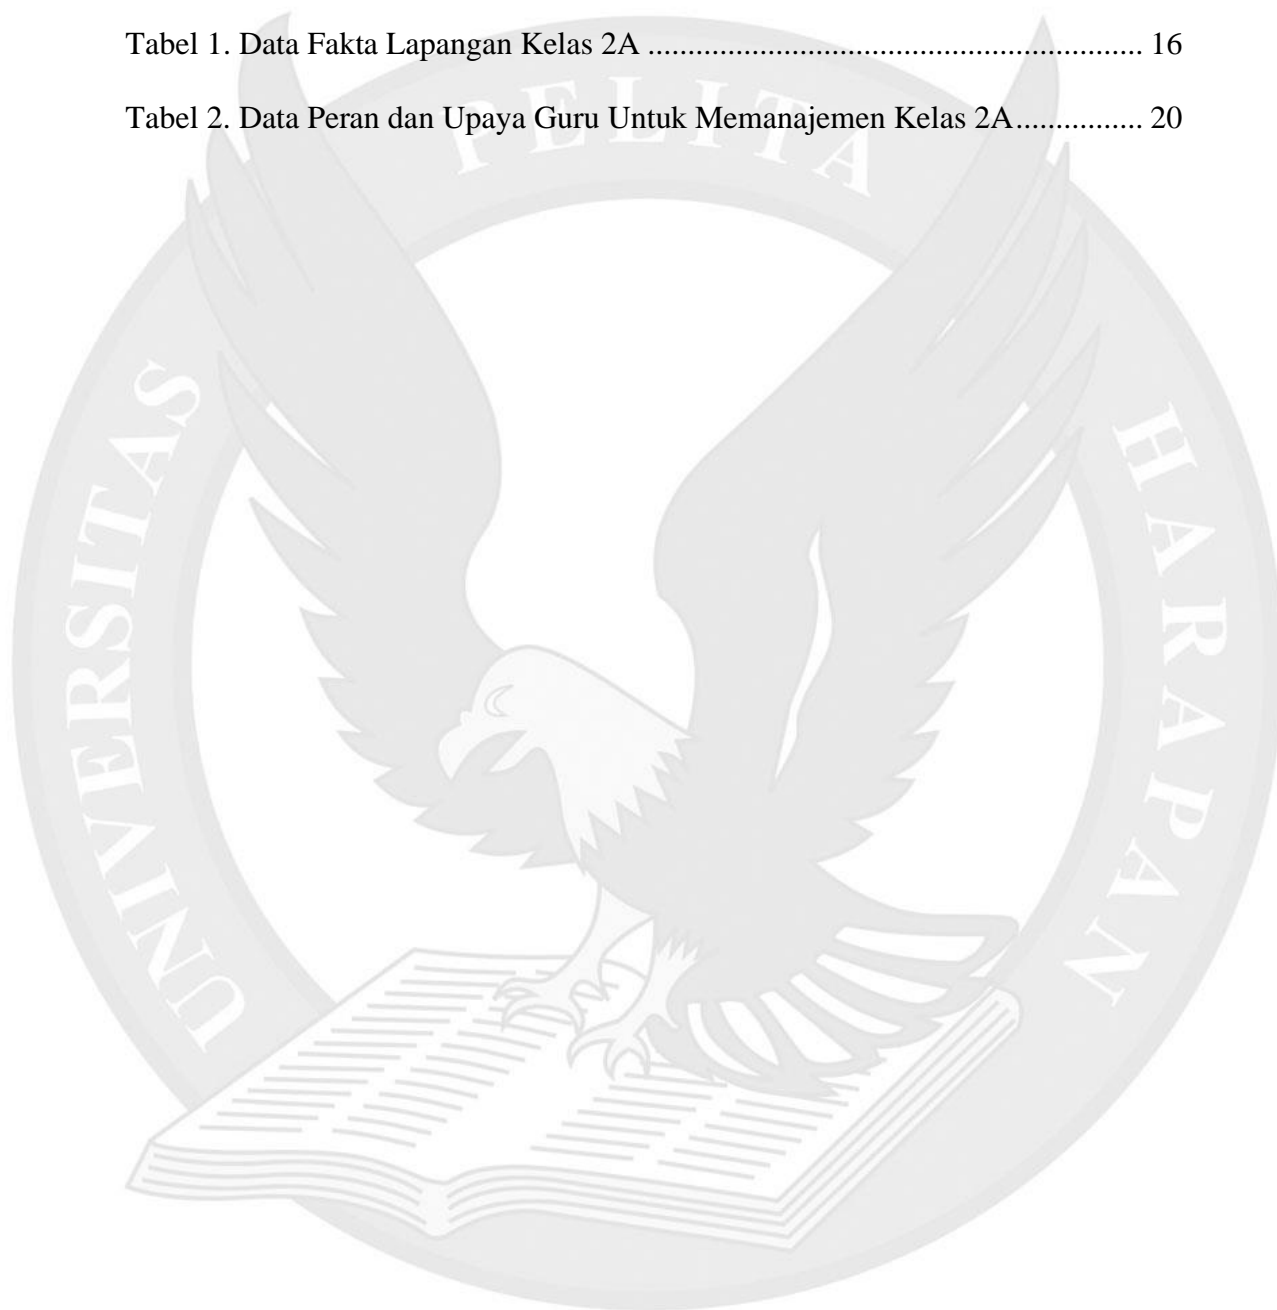 Tabel 1. Data Fakta Lapangan Kelas 2A ............................................................. 16
Tabel 2. Data Peran dan Upaya Guru Untuk Memanajemen Kelas 2A................ 20
UNIVERSITAS PELITA HARAPAN